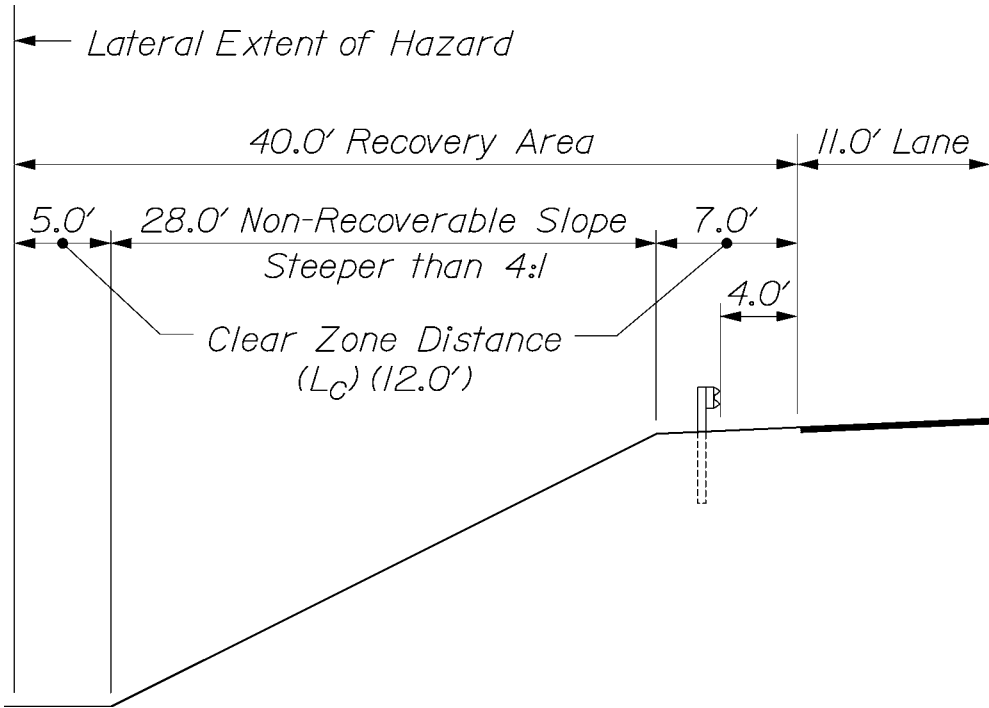 Lateral Extent of Hazard
40.0' Recovery Area
11.0' Lane
5.0'
28.0' Non-Recoverable Slope
Steeper than 4:1
7.0'
4.0'
Clear Zone Distance
(LC) (12.0')